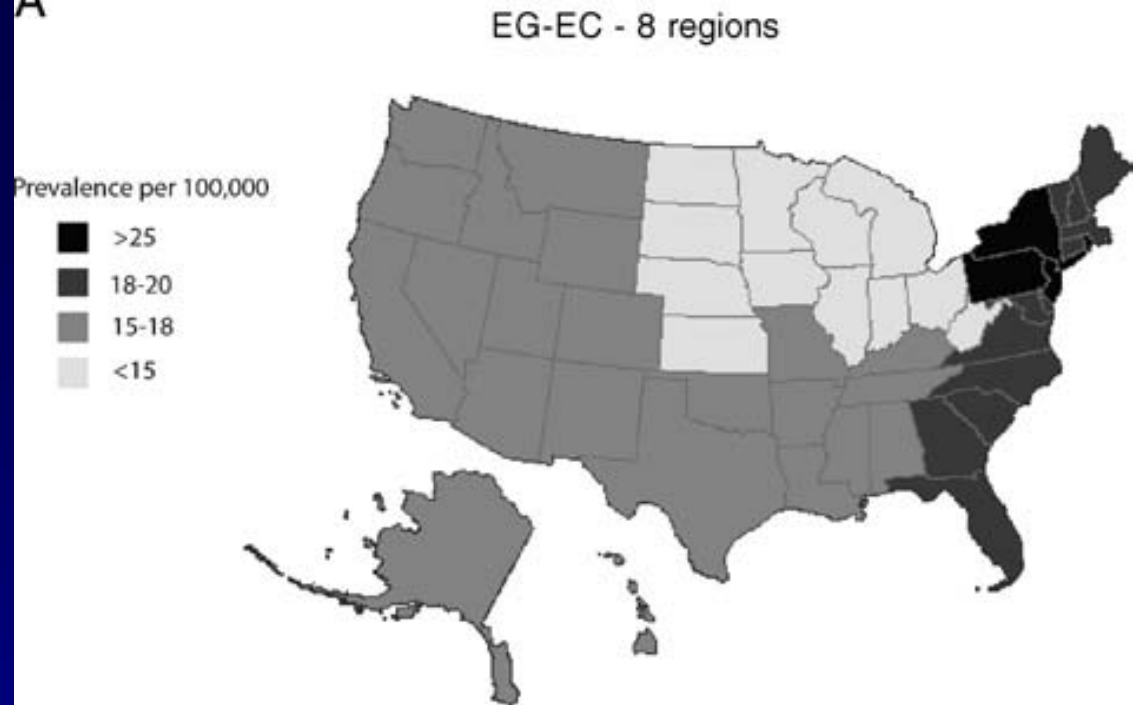 A
EG-EC - 8 regions
Prevalence per 100,000
>25
18-20
15-18
<15